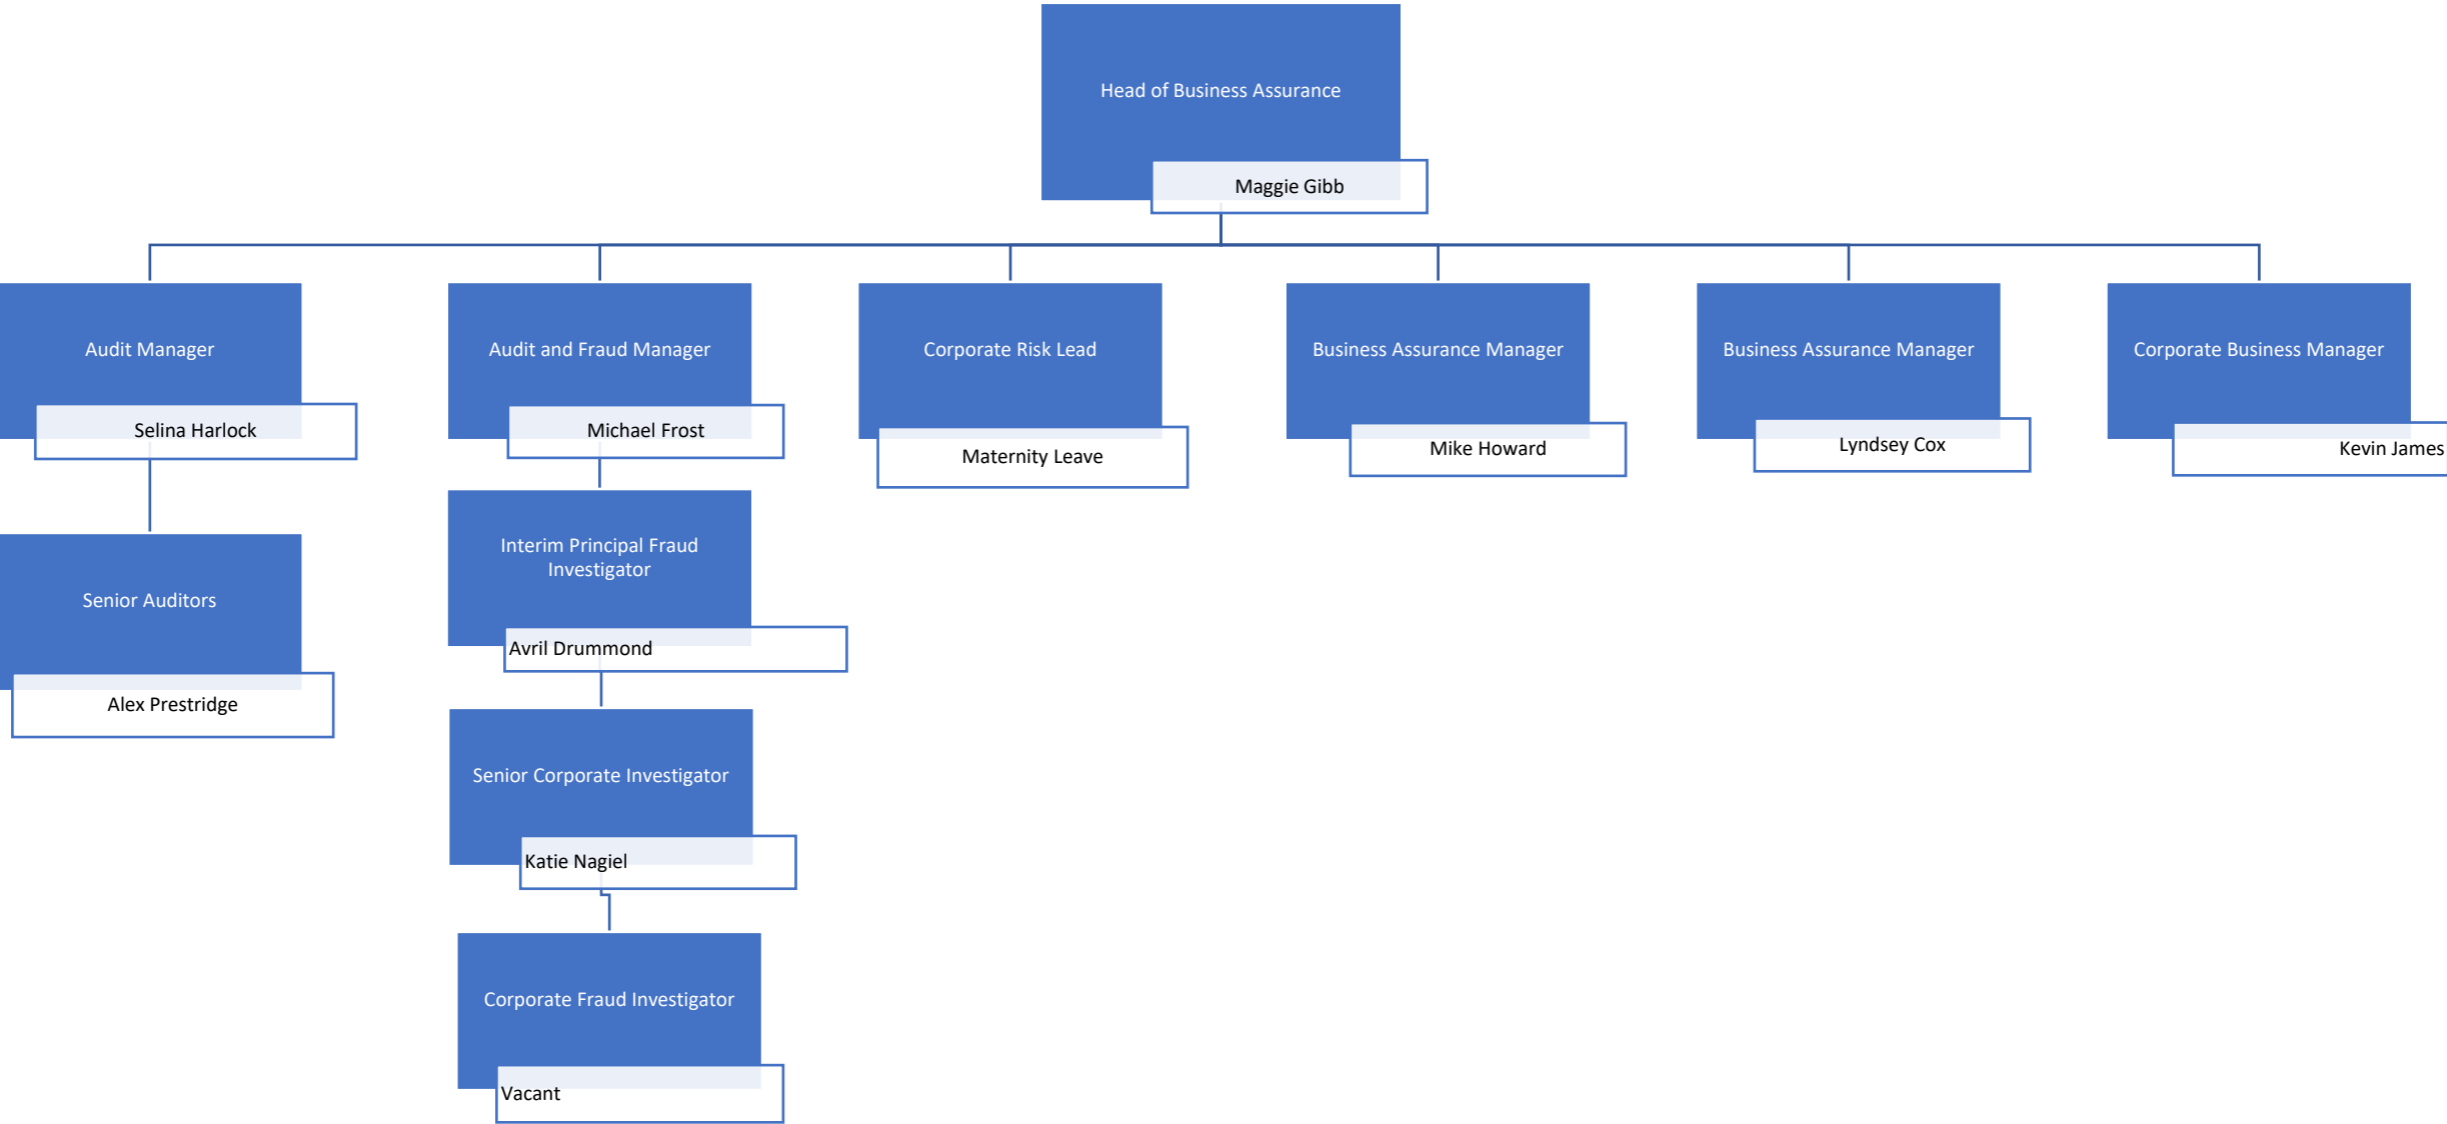 Head of Business Assurance
Maggie Gibb
Audit Manager
Selina Harlock
Audit and Fraud Manager
Michael Frost
Corporate Risk Lead
Maternity Leave
Business Assurance Manager
Mike Howard
Business Assurance Manager
Lyndsey Cox
Corporate Business Manager
Kevin James
Senior Auditors
Alex Prestridge
Interim Principal Fraud
Investigator
Avril Drummond
Senior Corporate Investigator
Katie Nagiel
Corporate Fraud Investigator
Vacant